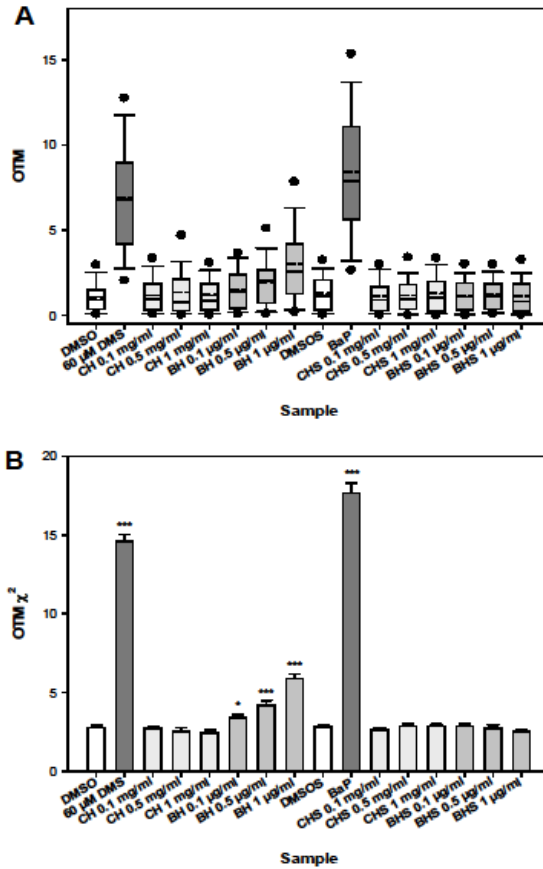 A
15
10
5
0
OTM
DMSO
60 µM DMS
CH 0.1 mg/ml
CH 0.5 mg/ml
CH 1 mg/ml
BH 0.1 µg/ml
BH 0.5 µg/ml
BH 1 µg/ml
DMSOS
BaP
CHS 0.1 mg/ml
CHS 0.5 mg/ml
CHS 1 mg/ml
BHS 0.1 µg/ml
BHS 0.5 µg/ml
BHS 1 µg/ml
Sample
B
20
15
10
5
0
OTM χ²
***
*
***
***
***
DMSO
60 µM DMS
CH 0.1 mg/ml
CH 0.5 mg/ml
CH 1 mg/ml
BH 0.1 µg/ml
BH 0.5 µg/ml
BH 1 µg/ml
DMSOS
BaP
CHS 0.1 mg/ml
CHS 0.5 mg/ml
CHS 1 mg/ml
BHS 0.1 µg/ml
BHS 0.5 µg/ml
BHS 1 µg/ml
Sample